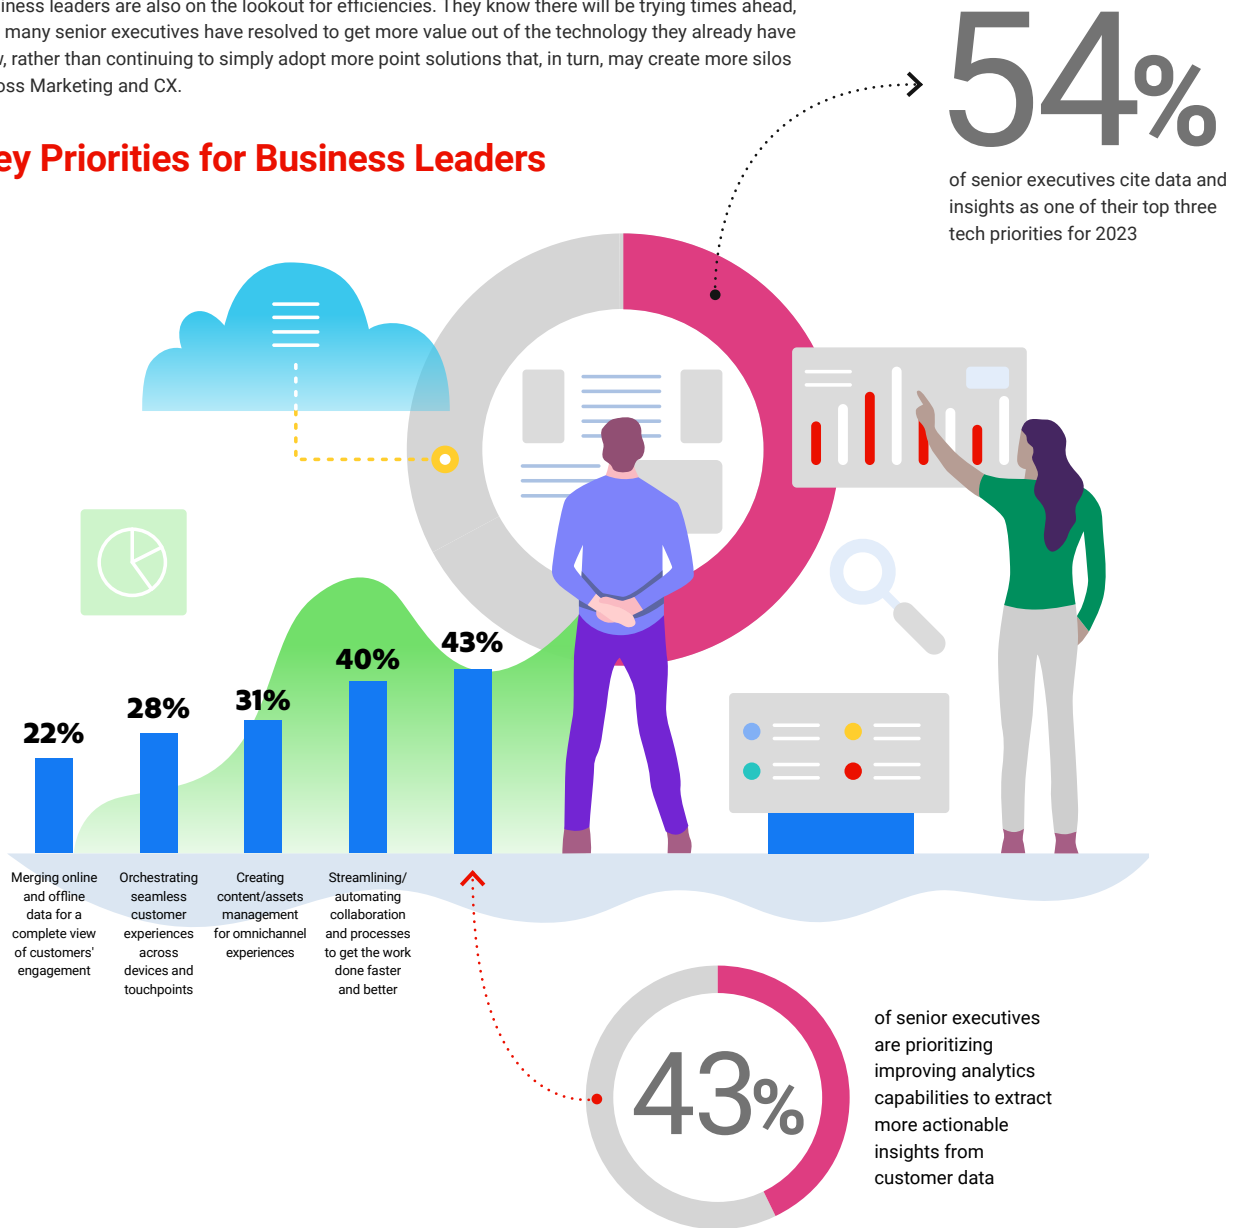 iness leaders are also on the lookout for efficiencies. They know there will be trying times ahead,
many senior executives have resolved to get more value out of the technology they already have
, rather than continuing to simply adopt more point solutions that, in turn, may create more silos
oss Marketing and CX.
54%
of senior executives cite data and
insights as one of their top three
tech priorities for 2023
ey Priorities for Business Leaders
22%
28%
31%
40%
43%
Merging online
and offline
data for a
complete view
of customers'
engagement
Orchestrating
seamless
customer
experiences
across
devices and
touchpoints
Creating
content/assets
management
for omnichannel
experiences
Streamlining/
automating
collaboration
and processes
to get the work
done faster
and better
43%
of senior executives
are prioritizing
improving analytics
capabilities to extract
more actionable
insights from
customer data